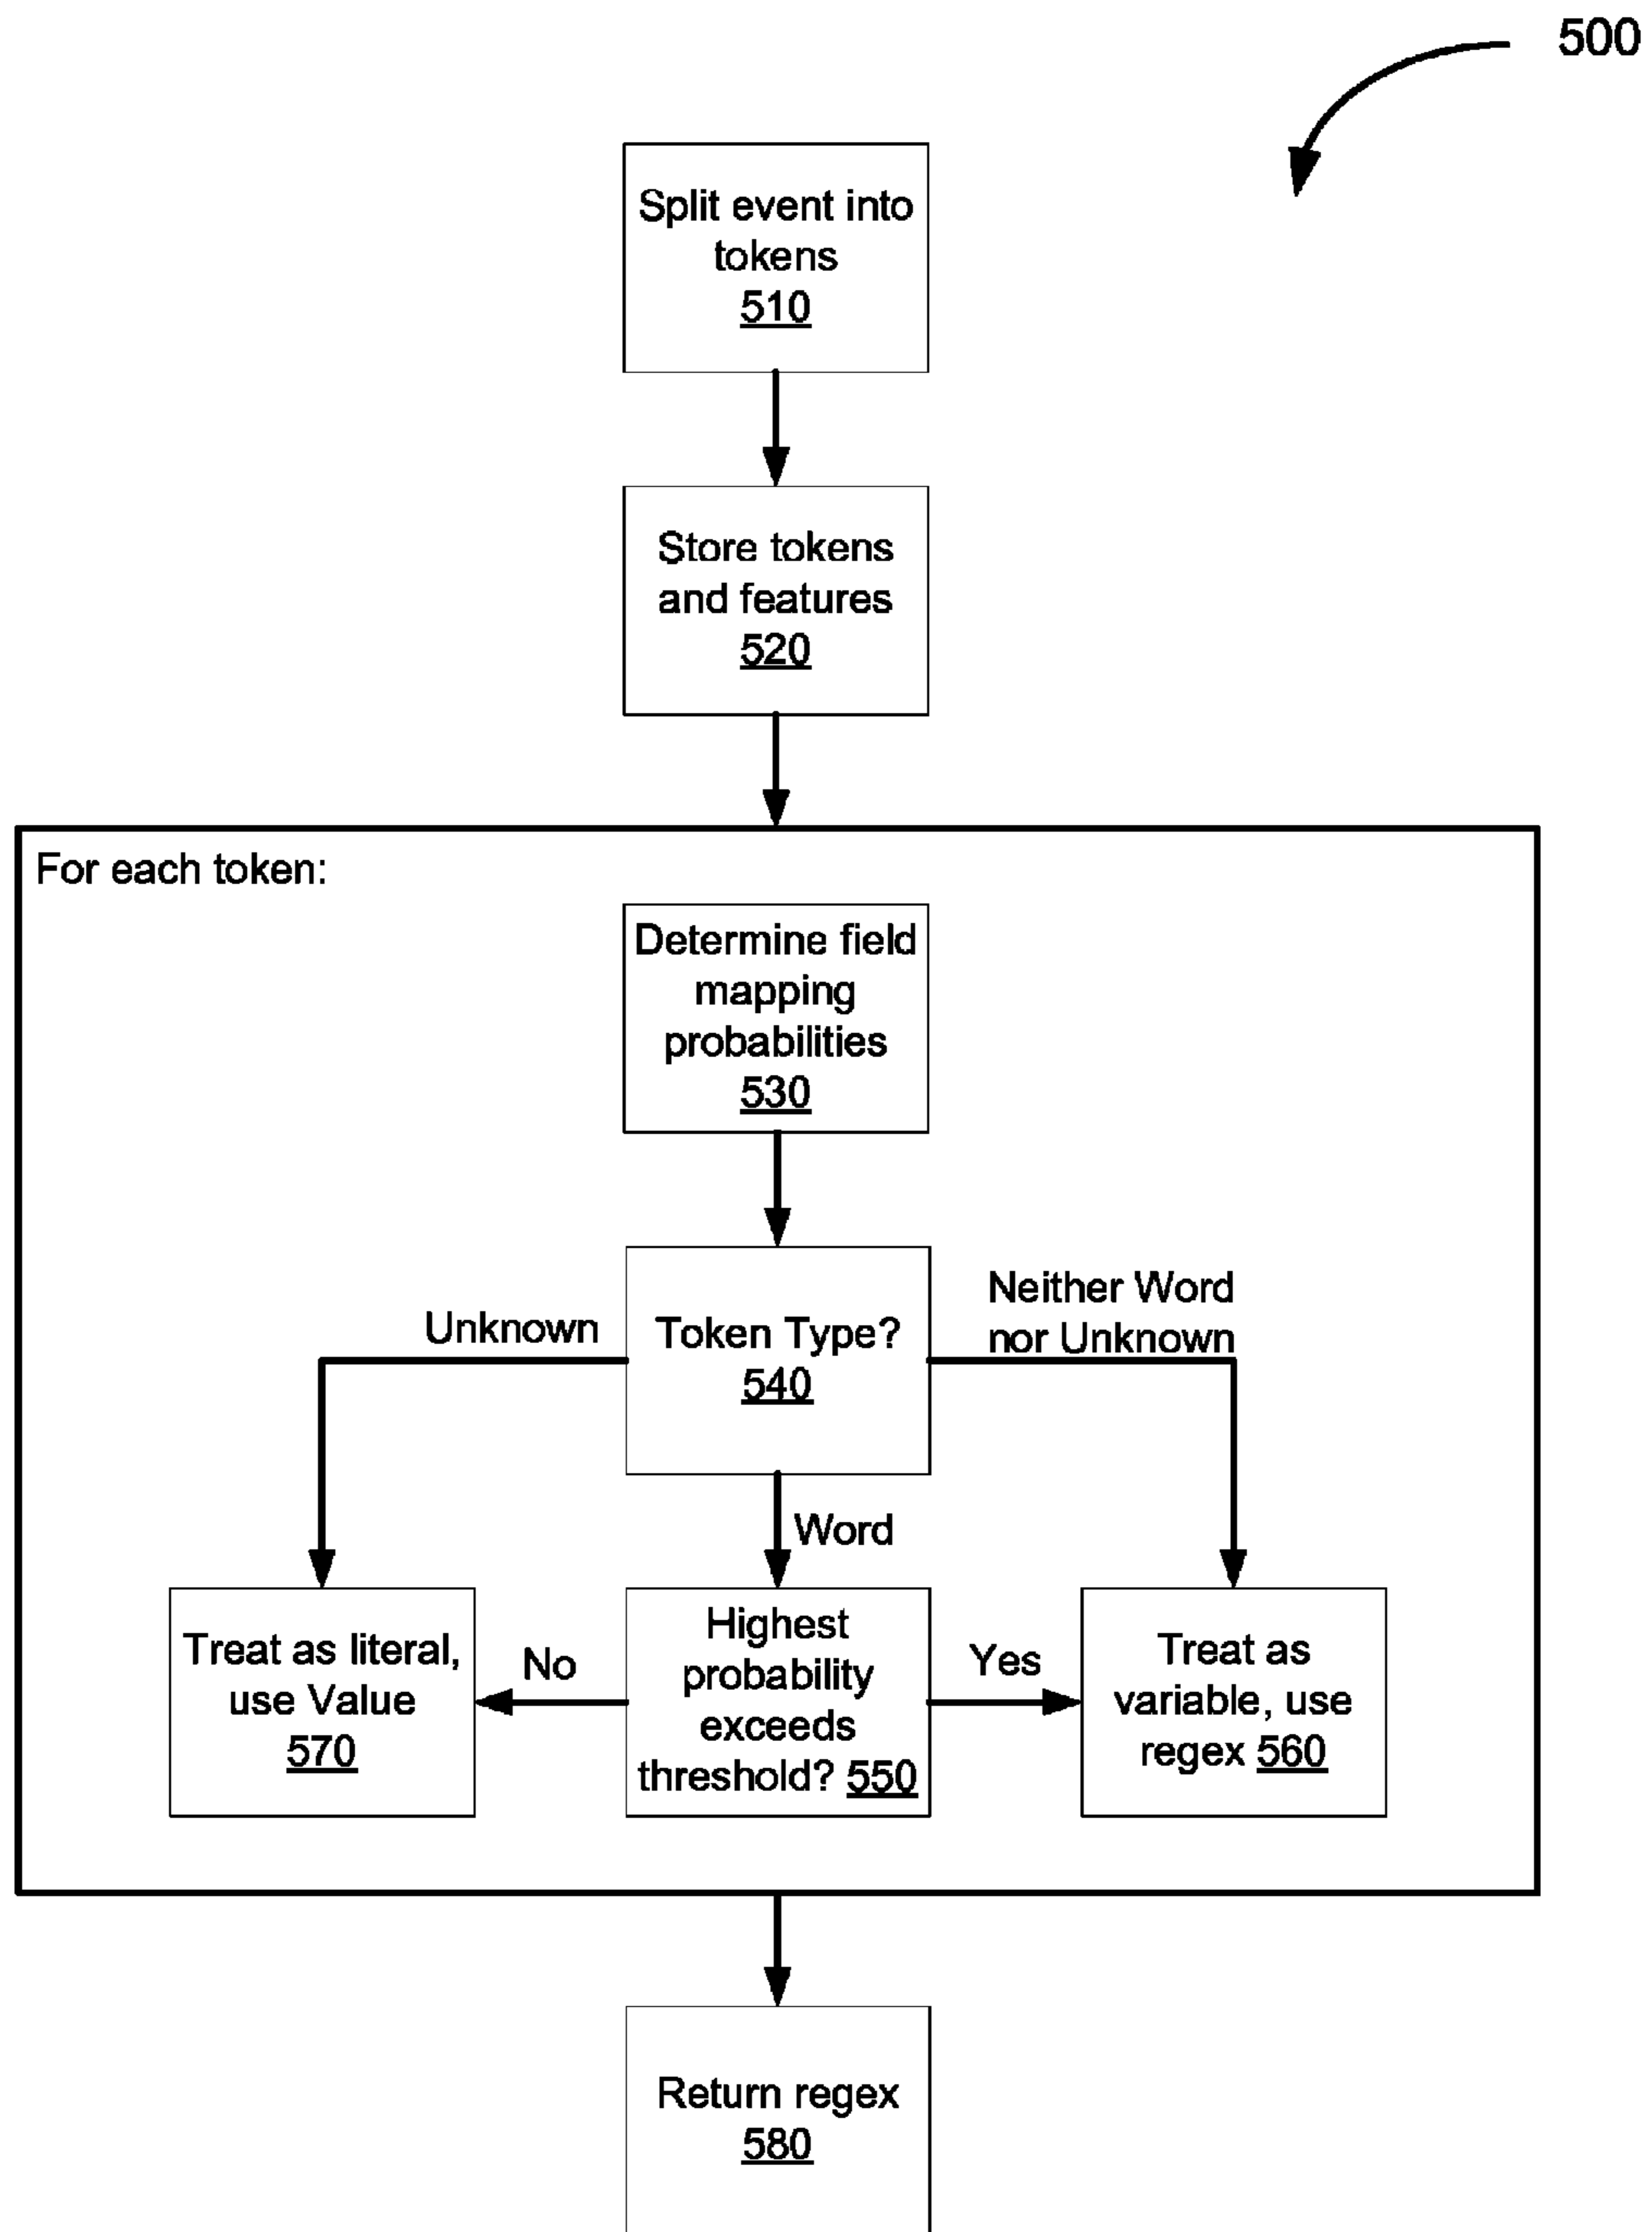 500
Split event into
tokens
510
Store tokens
and features
520
For each token:
Determine field
mapping
probabilities
530
Unknown
Token Type?
540
Neither Word
nor Unknown
Word
Treat as literal,
use Value
570
No
Highest
probability
exceeds
threshold? 550
Yes
Treat as
variable, use
regex 560
Return regex
580